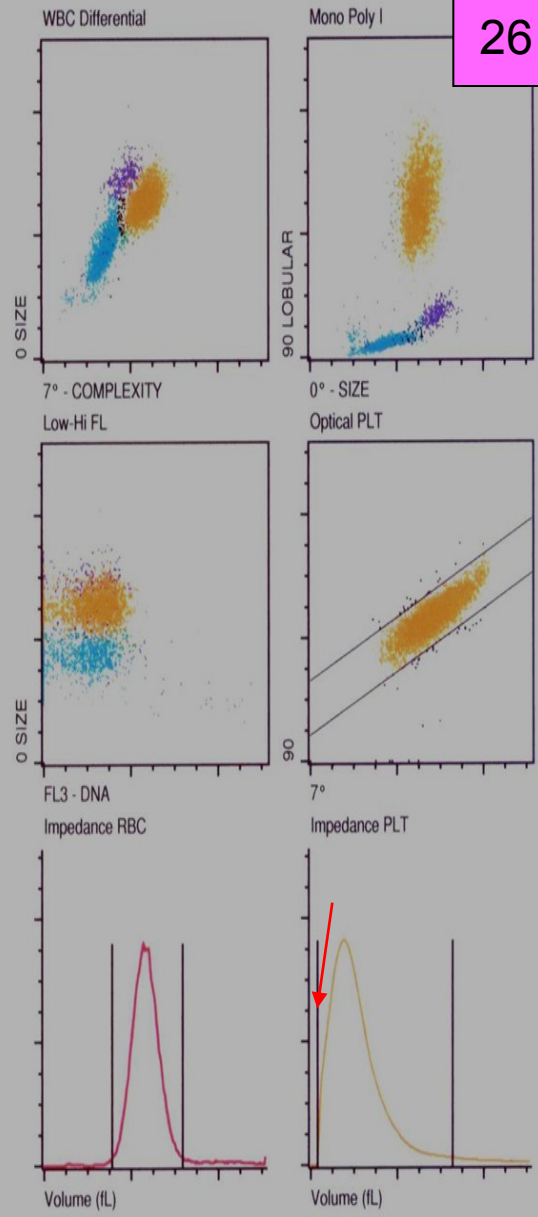 WBC Differential
Mono Poly I
26
0 SIZE
90 LOBULAR
7° - COMPLEXITY
0° - SIZE
Low-Hi FL
Optical PLT
0 SIZE
90
FL3 - DNA
7°
Impedance RBC
Impedance PLT
Volume (fL)
Volume (fL)